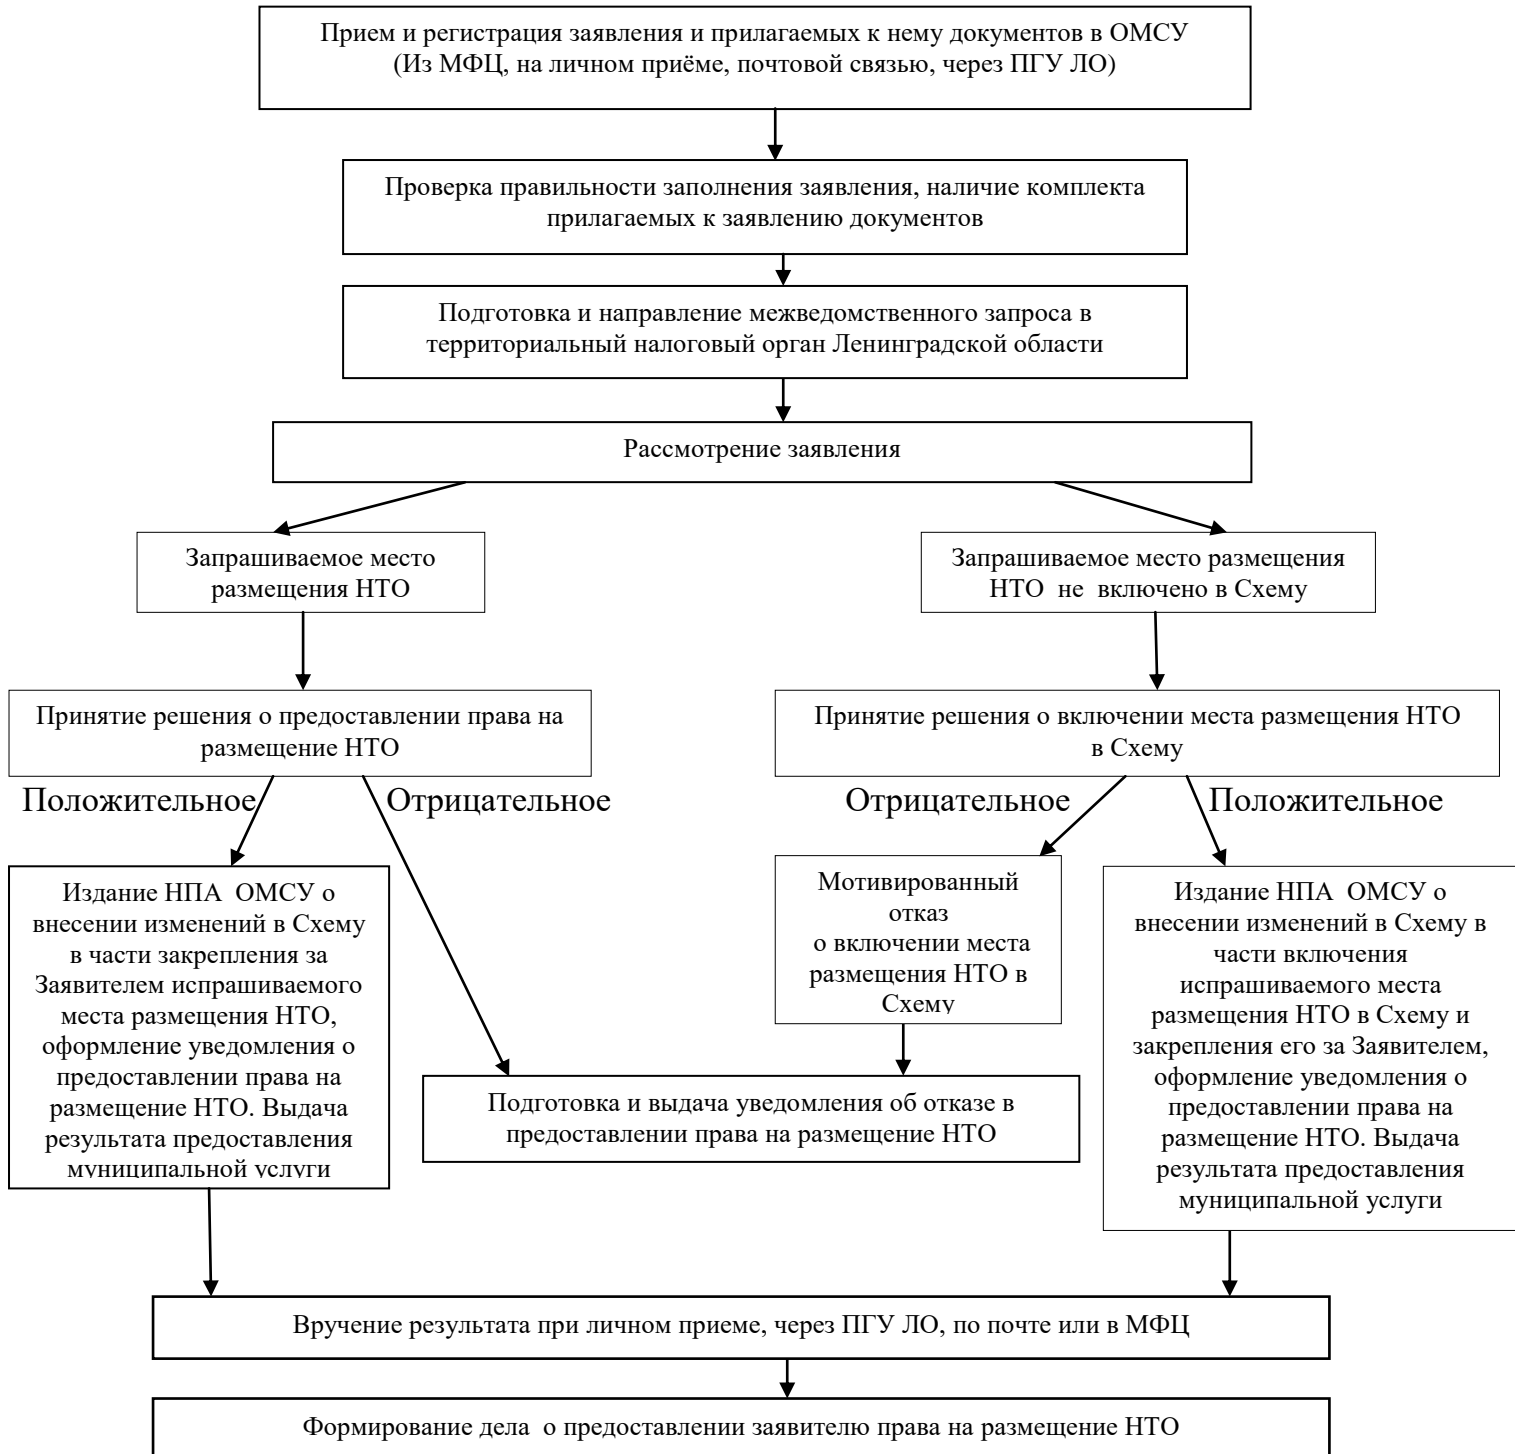 Прием и регистрация заявления и прилагаемых к нему документов в ОМСУ
(Из МФЦ, на личном приёме, почтовой связью, через ПГУ ЛО)
Проверка правильности заполнения заявления, наличие комплекта
прилагаемых к заявлению документов
Подготовка и направление межведомственного запроса в
территориальный налоговый орган Ленинградской области
Рассмотрение заявления
Запрашиваемое место
размещения НТО
Запрашиваемое место размещения
НТО не включено в Схему
Принятие решения о предоставлении права на
размещение НТО
Принятие решения о включении места размещения НТО
в Схему
Положительное
Отрицательное
Отрицательное
Положительное
Издание НПА ОМСУ о
внесении изменений в Схему
в части закрепления за
Заявителем испрашиваемого
места размещения НТО,
оформление уведомления о
предоставлении права на
размещение НТО. Выдача
результата предоставления
муниципальной услуги
Мотивированный
отказ
о включении места
размещения НТО в
Схему
Издание НПА ОМСУ о
внесении изменений в Схему в
части включения
испрашиваемого места
размещения НТО в Схему и
закрепления его за Заявителем,
оформление уведомления о
предоставлении права на
размещение НТО. Выдача
результата предоставления
муниципальной услуги
Подготовка и выдача уведомления об отказе в
предоставлении права на размещение НТО
Вручение результата при личном приеме, через ПГУ ЛО, по почте или в МФЦ
Формирование дела о предоставлении заявителю права на размещение НТО